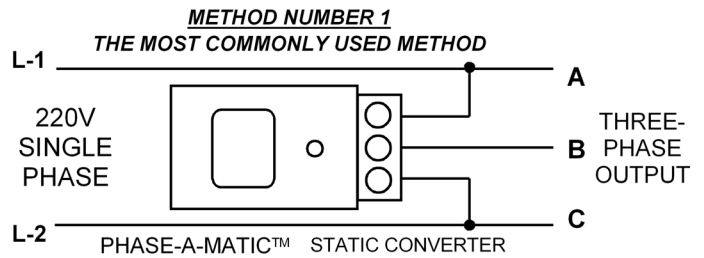 METHOD NUMBER 1
THE MOST COMMONLY USED METHOD
L-1
A
220V
SINGLE
PHASE
B
THREE-
PHASE
OUTPUT
L-2
C
PHASE-A-MATIC™ STATIC CONVERTER